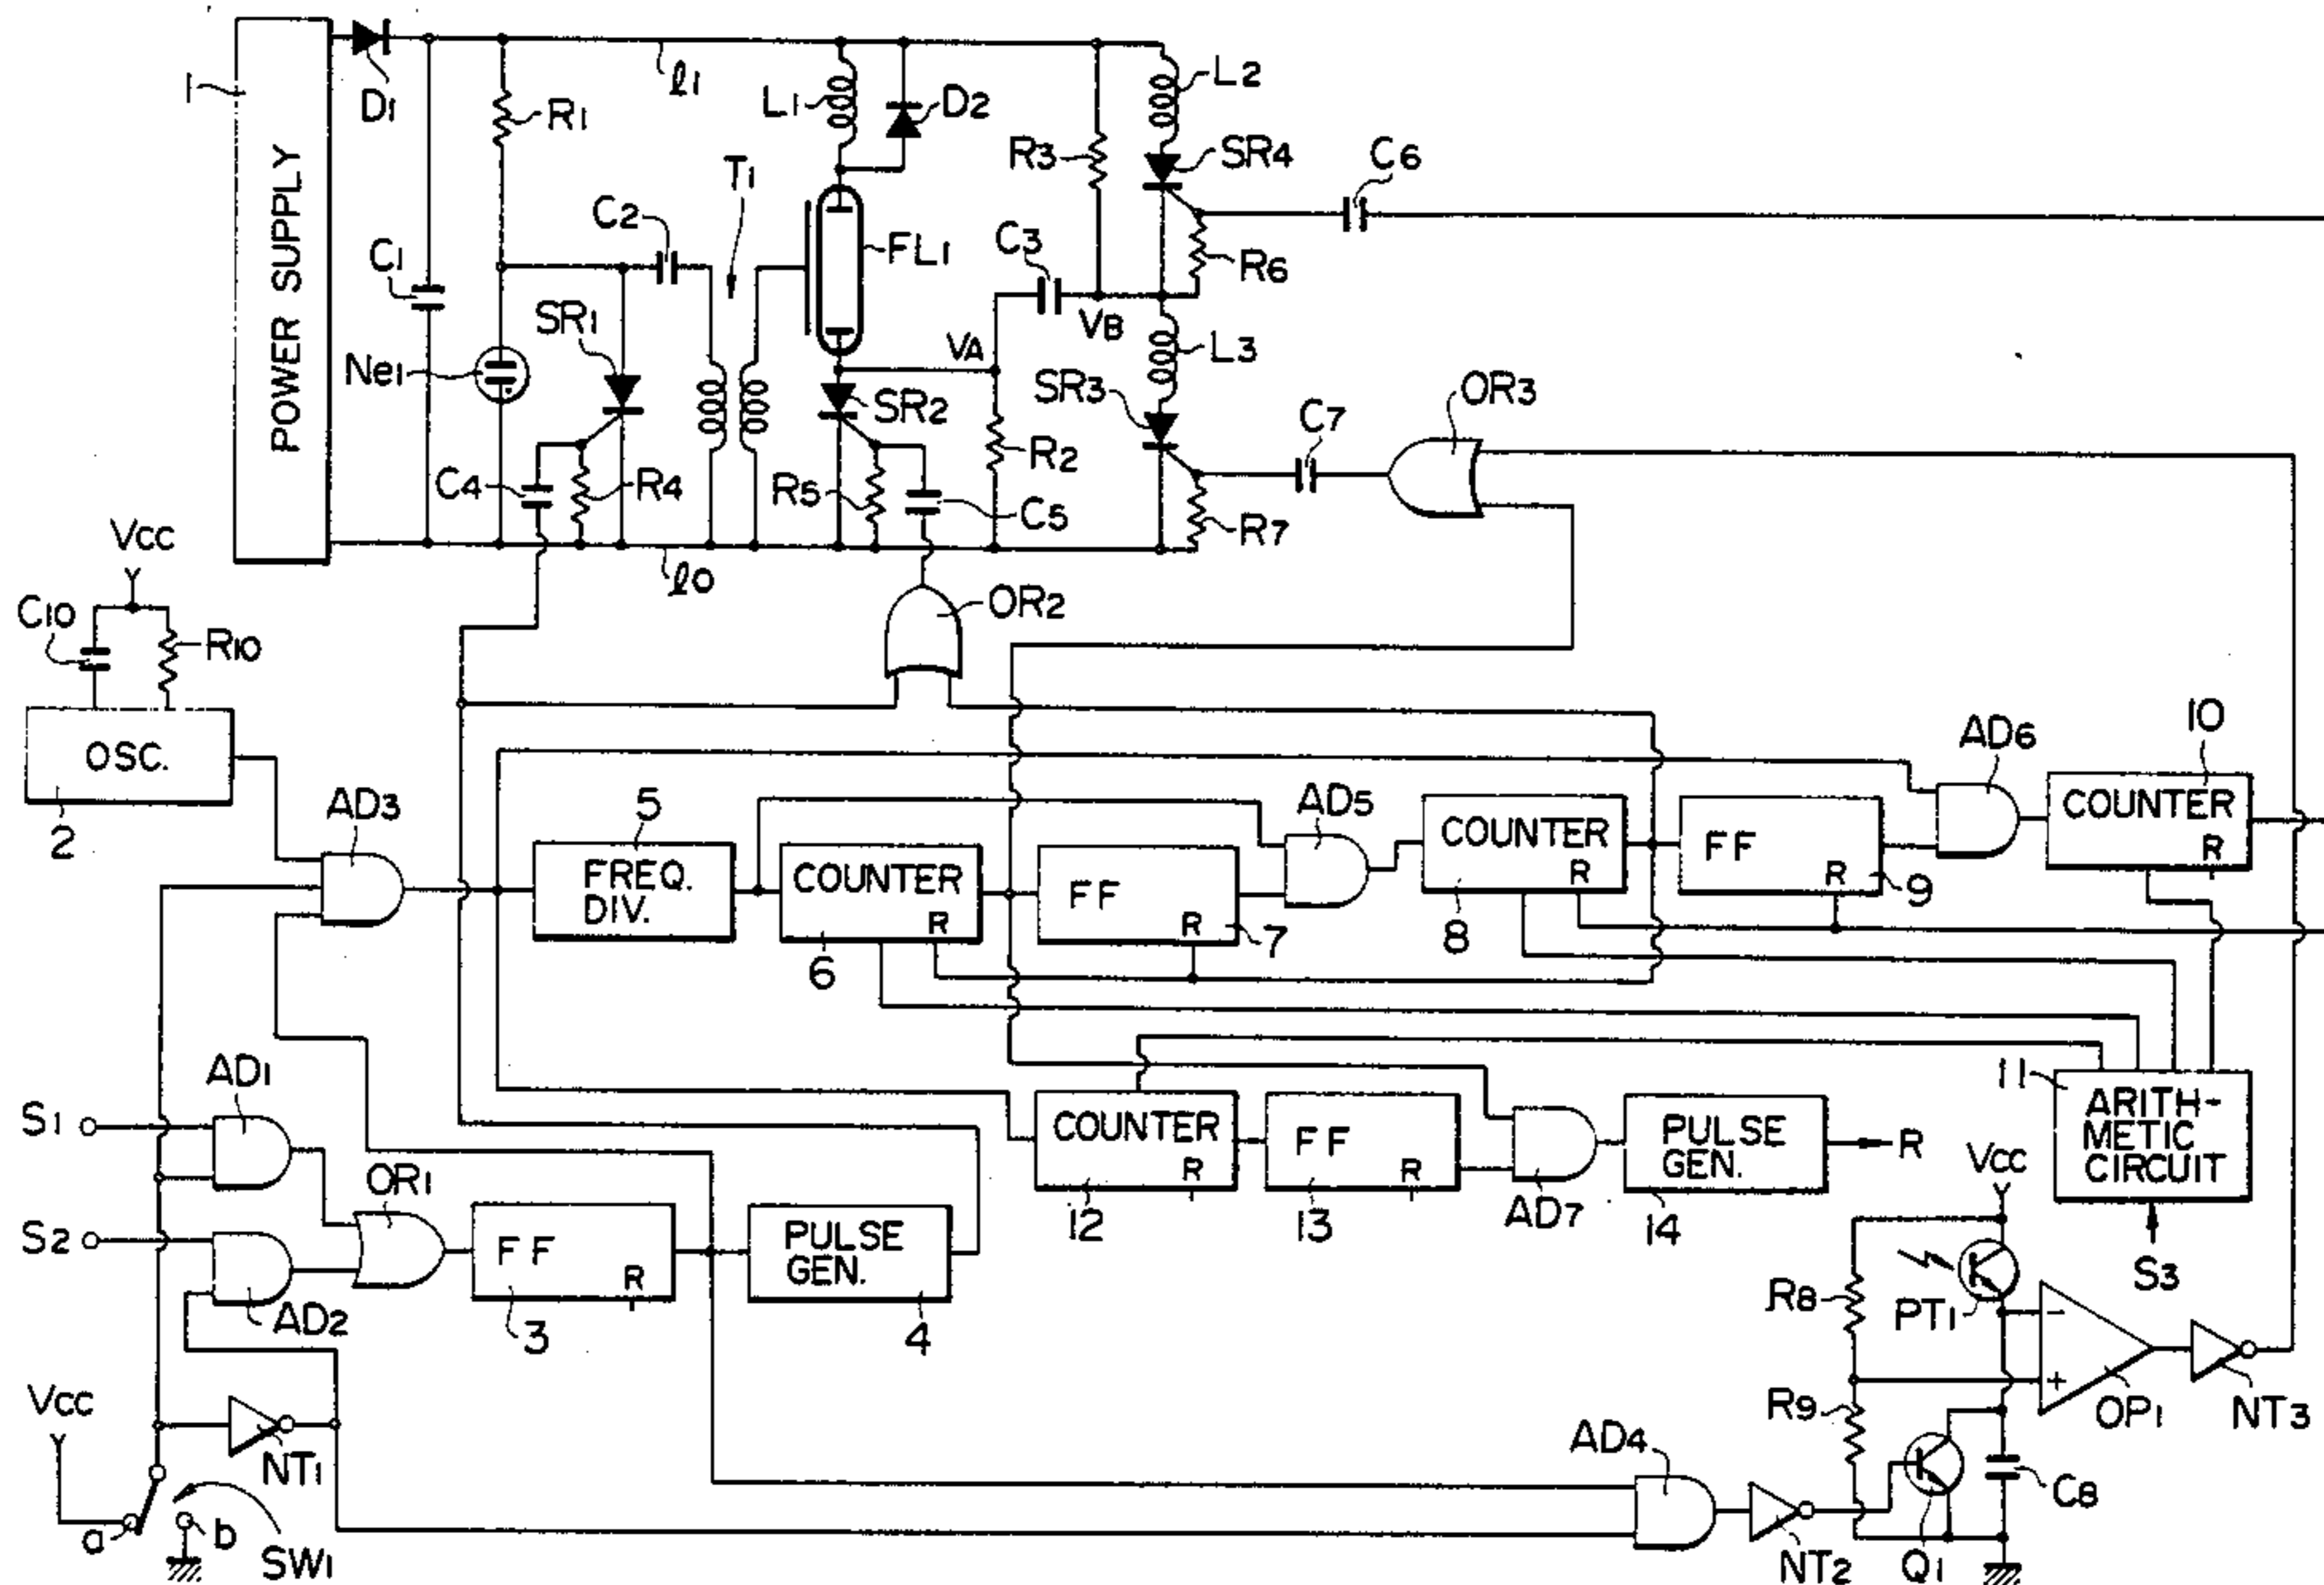 1
POWER SUPPLY
D1
ℓ1
R1
L1
D2
L2
R3
SR4
C6
T1
C2
C1
FL1
C3
R6
SR1
VA
VB
L3
Ne1
SR2
SR3
OR3
C7
C4
R4
R5
C5
R2
R7
Vcc
ℓ0
OR2
C10
R10
OSC.
2
AD3
5
FREQ.
DIV.
COUNTER
R
6
FF
R
7
AD5
COUNTER
R
8
FF
R
9
AD6
10
COUNTER
R
AD1
S1
S2
OR1
AD2
FF
R
3
PULSE
GEN.
4
COUNTER
R
12
FF
R
13
AD7
PULSE
GEN.
14
R
11
ARITH-
METIC
CIRCUIT
S3
Vcc
R8
PT1
-
+
OP1
NT3
R9
Vcc
NT1
a
b
SW1
AD4
NT2
Q1
C8